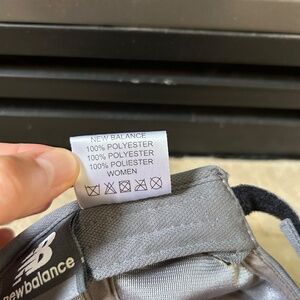 NEW BALANCE
100% POLYESTER
100% POLYESTER
100% POLIESTER
WOMEN
newbalance